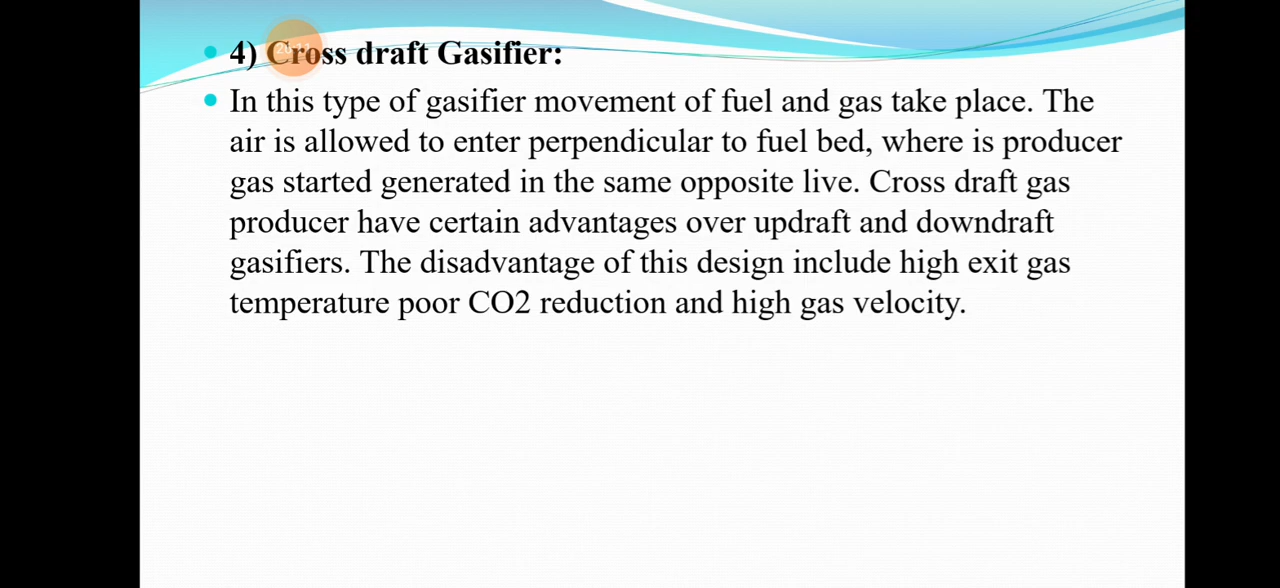 4) Cross draft Gasifier:
In this type of gasifier movement of fuel and gas take place. The
air is allowed to enter perpendicular to fuel bed, where is producer
gas started generated in the same opposite live. Cross draft gas
producer have certain advantages over updraft and downdraft
gasifiers. The disadvantage of this design include high exit gas
temperature poor CO2 reduction and high gas velocity.